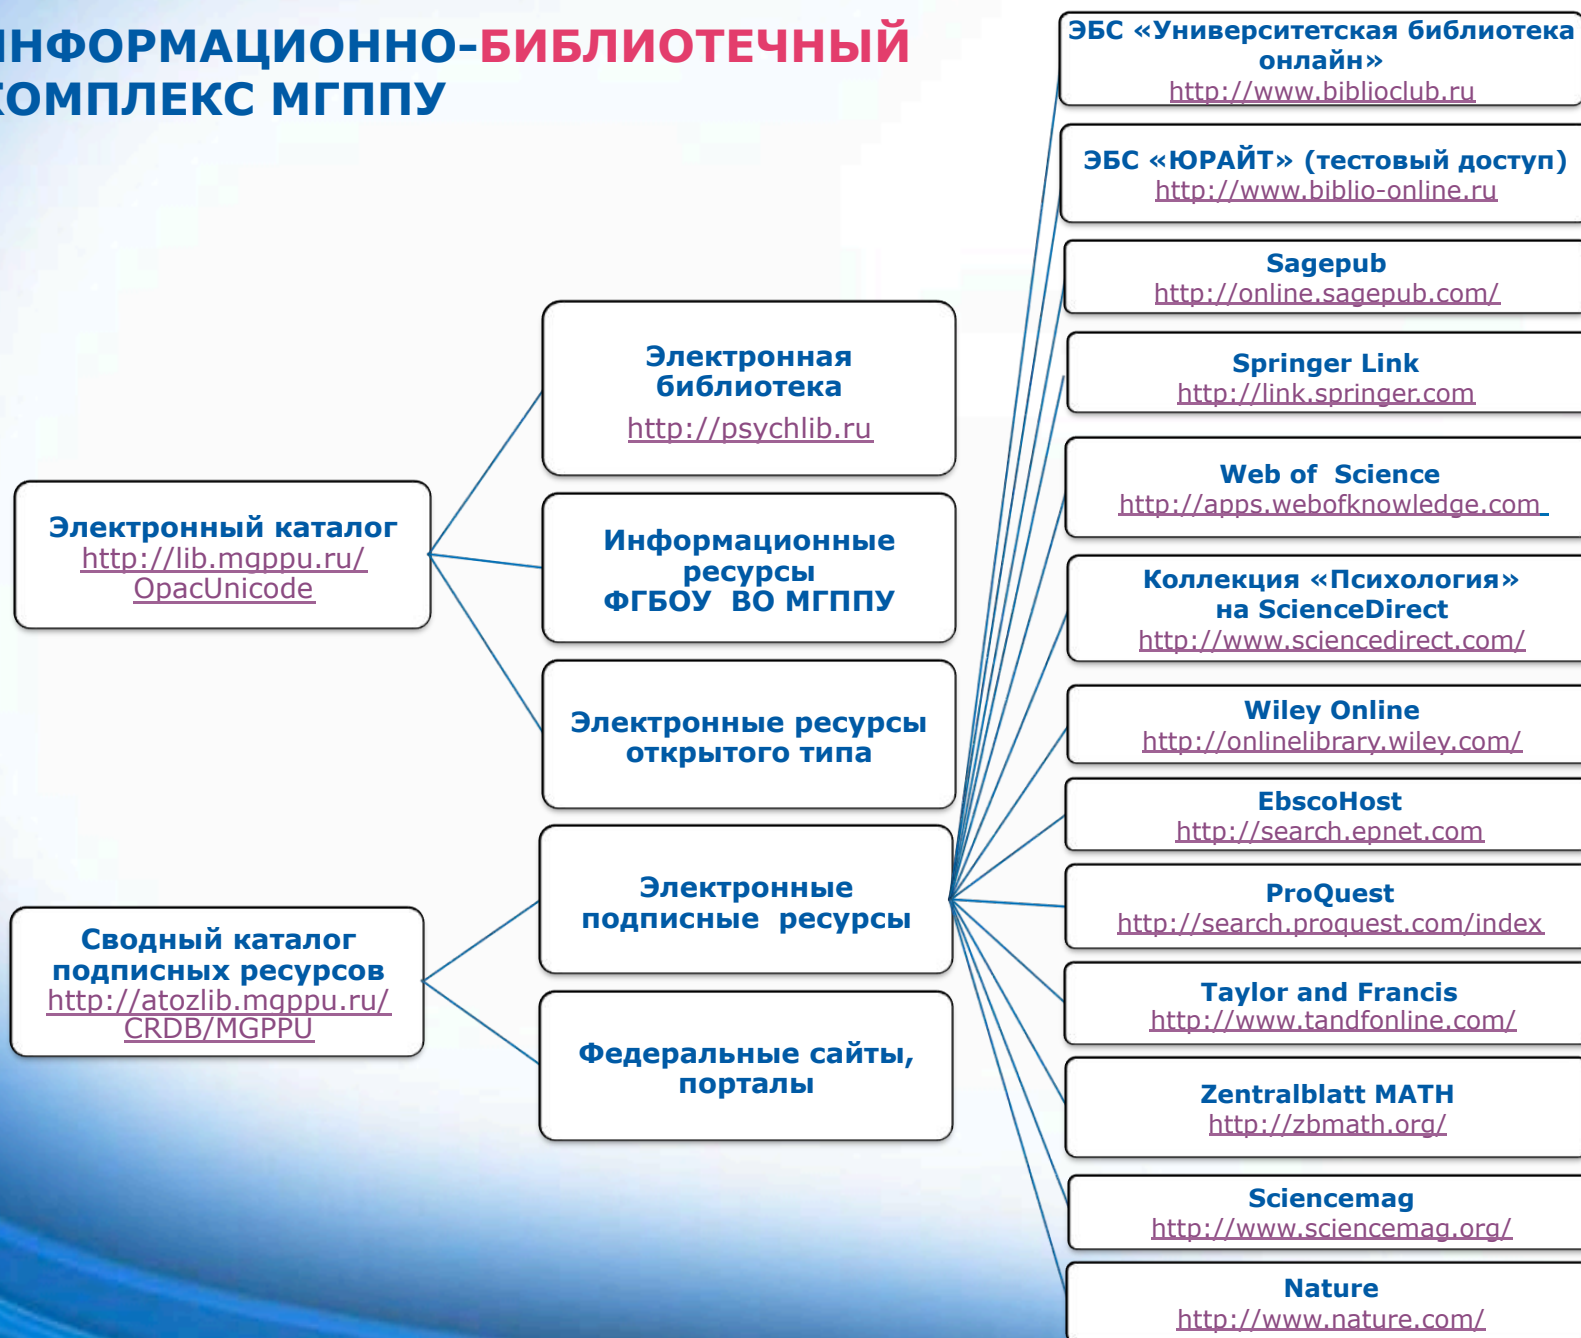 НФОРМАЦИОННО-БИБЛИОТЕЧНЫЙ
КОМПЛЕКС МГППУ
Электронный каталог
http://lib.mgppu.ru/
OpacUnicode
Сводный каталог
подписных ресурсов
http://atozlib.mgppu.ru/
CRDB/MGPPU
Электронная
библиотека
http://psychlib.ru
Информационные
ресурсы
ФГБОУ ВО МГППУ
Электронные ресурсы
открытого типа
Электронные
подписные ресурсы
Федеральные сайты,
порталы
ЭБС «Университетская библиотека
онлайн»
http://www.biblioclub.ru
ЭБС «ЮРАЙТ» (тестовый доступ)
http://www.biblio-online.ru
Sagepub
http://online.sagepub.com/
Springer Link
http://link.springer.com
Web of Science
http://apps.webofknowledge.com
Коллекция «Психология»
на ScienceDirect
http://www.sciencedirect.com/
Wiley Online
http://onlinelibrary.wiley.com/
EbscoHost
http://search.epnet.com
ProQuest
http://search.proquest.com/index
Taylor and Francis
http://www.tandfonline.com/
Zentralblatt MATH
http://zbmath.org/
Sciencemag
http://www.sciencemag.org/
Nature
http://www.nature.com/